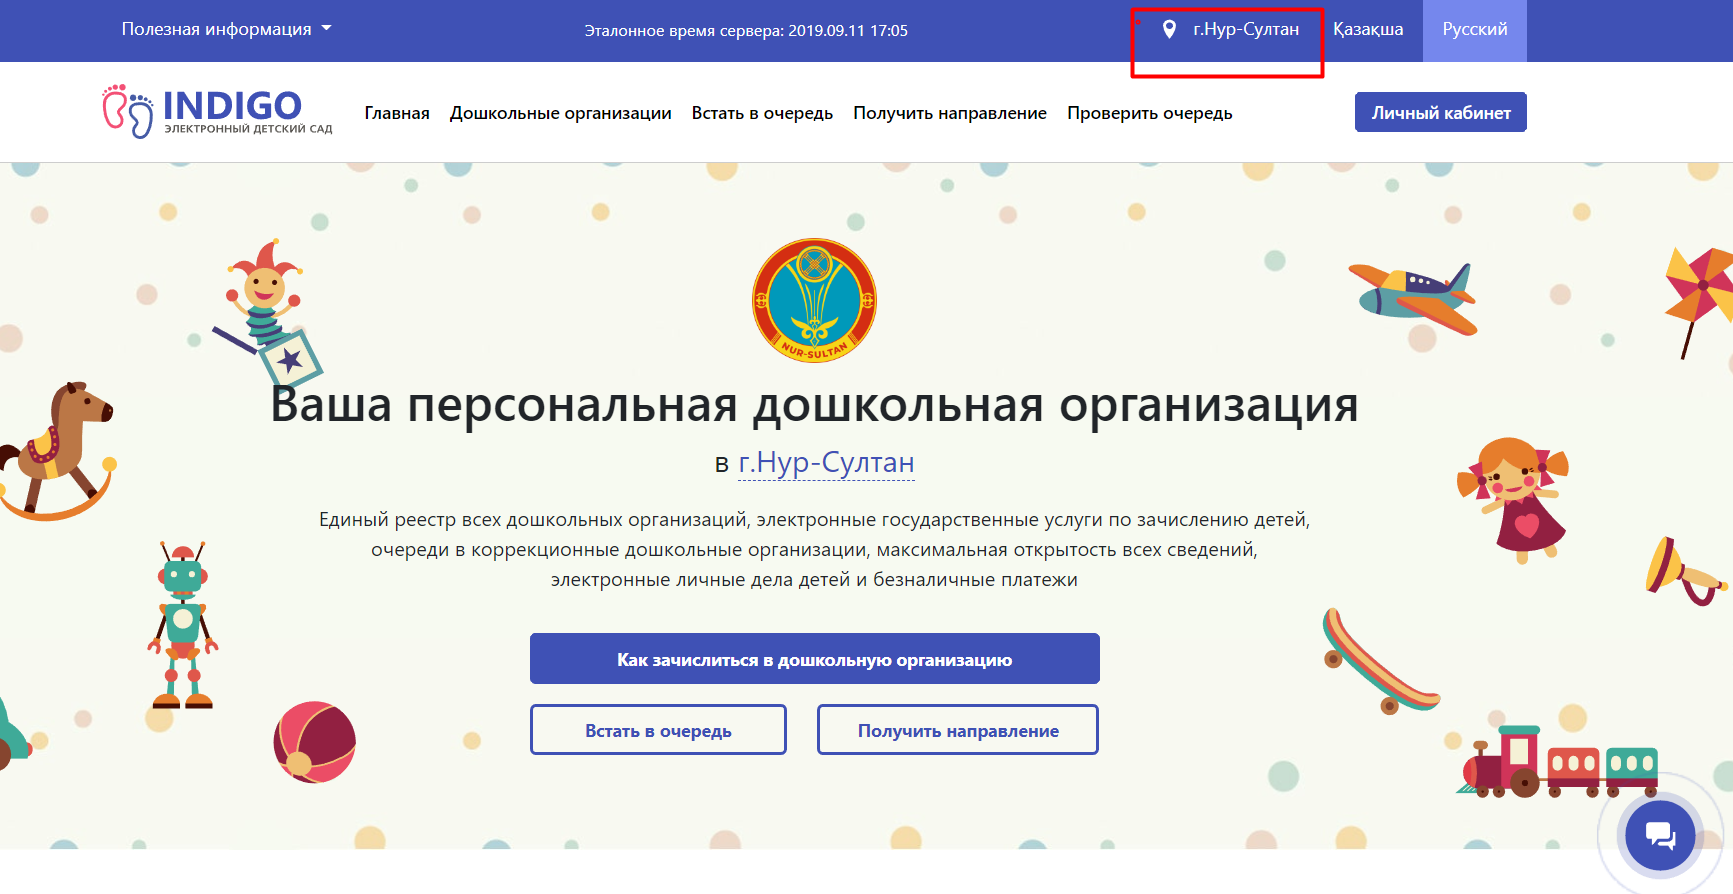 Полезная информация
Эталонное время сервера: 2019.09.11 17:05
г.Нур-Султан
Қазақша
Русский
INDIGO
ЭЛЕКТРОННЫЙ ДЕТСКИЙ САД
Главная
Дошкольные организации
Встать в очередь
Получить направление
Проверить очередь
Личный кабинет
NUR-SULTAN
Ваша персональная дошкольная организация
в г.Нур-Султан
Единый реестр всех дошкольных организаций, электронные государственные услуги по зачислению детей,
очереди в коррекционные дошкольные организации, максимальная открытость всех сведений,
электронные личные дела детей и безналичные платежи
Как зачислиться в дошкольную организацию
Встать в очередь
Получить направление